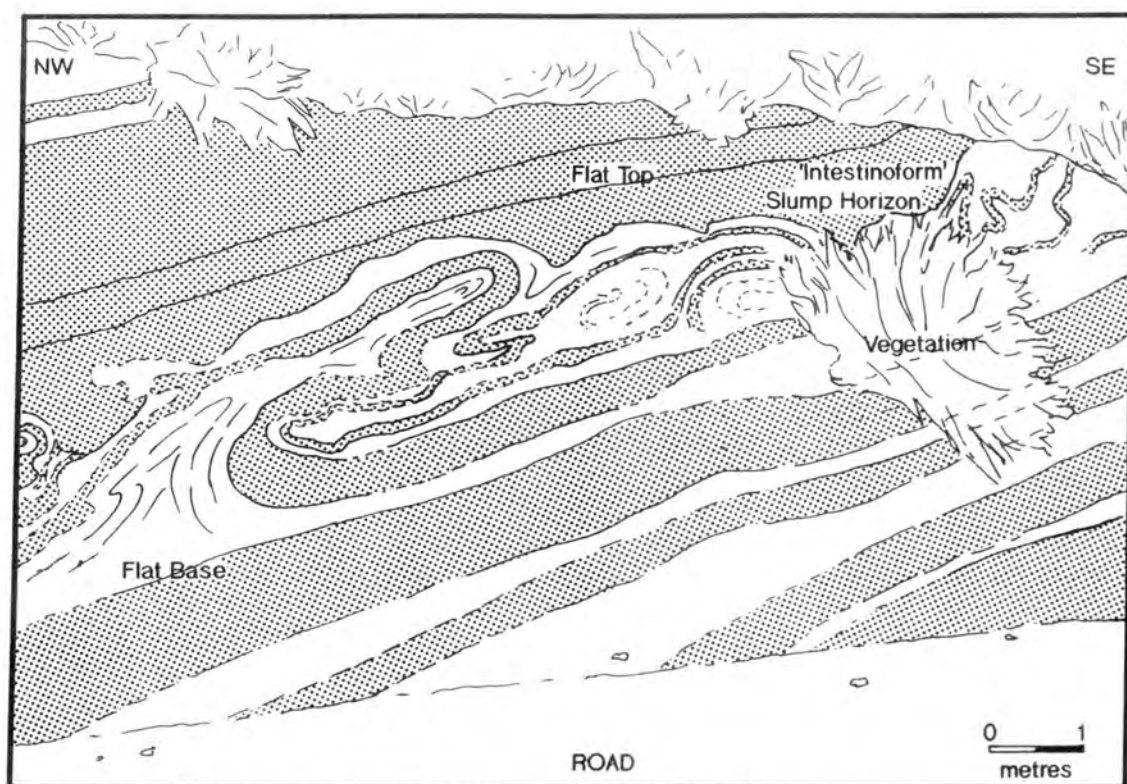 NW
SE
Flat Top
'Intestinoform'
Slump Horizon
Vegetation
Flat Base
0 1
metres
ROAD